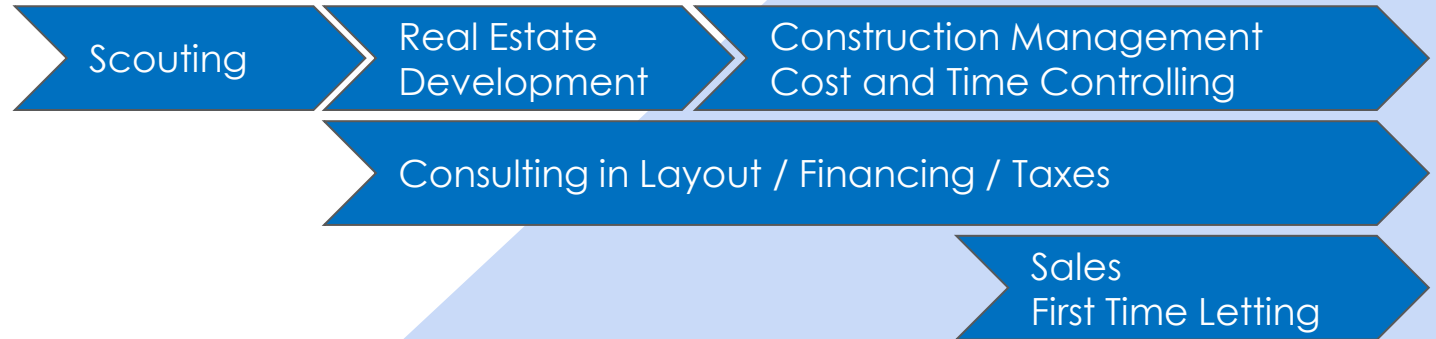 Scouting
Real Estate
Development
Construction Management
Cost and Time Controlling
Consulting in Layout / Financing / Taxes
Sales
First Time Letting